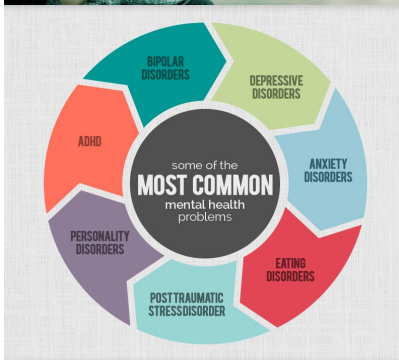 some of the
MOST COMMON
mental health
problems
BIPOLAR
DISORDERS
DEPRESSIVE
DISORDERS
ANXIETY
DISORDERS
EATING
DISORDERS
POSTTRAUMATIC
STRESSDISORDER
PERSONALITY
DISORDERS
ADHD